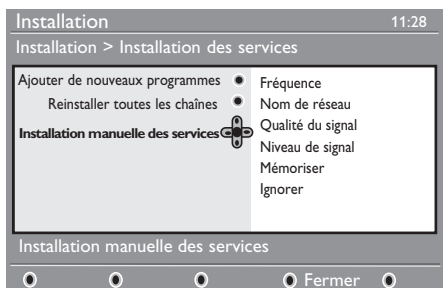 Installation 11:28
Installation > Installation des services
Ajouter de nouveaux programmes
Reinstaller toutes les chaînes
Installation manuelle des services
Fréquence
Nom de réseau
Qualité du signal
Niveau de signal
Mémoriser
Ignorer
Installation manuelle des services
Fermer